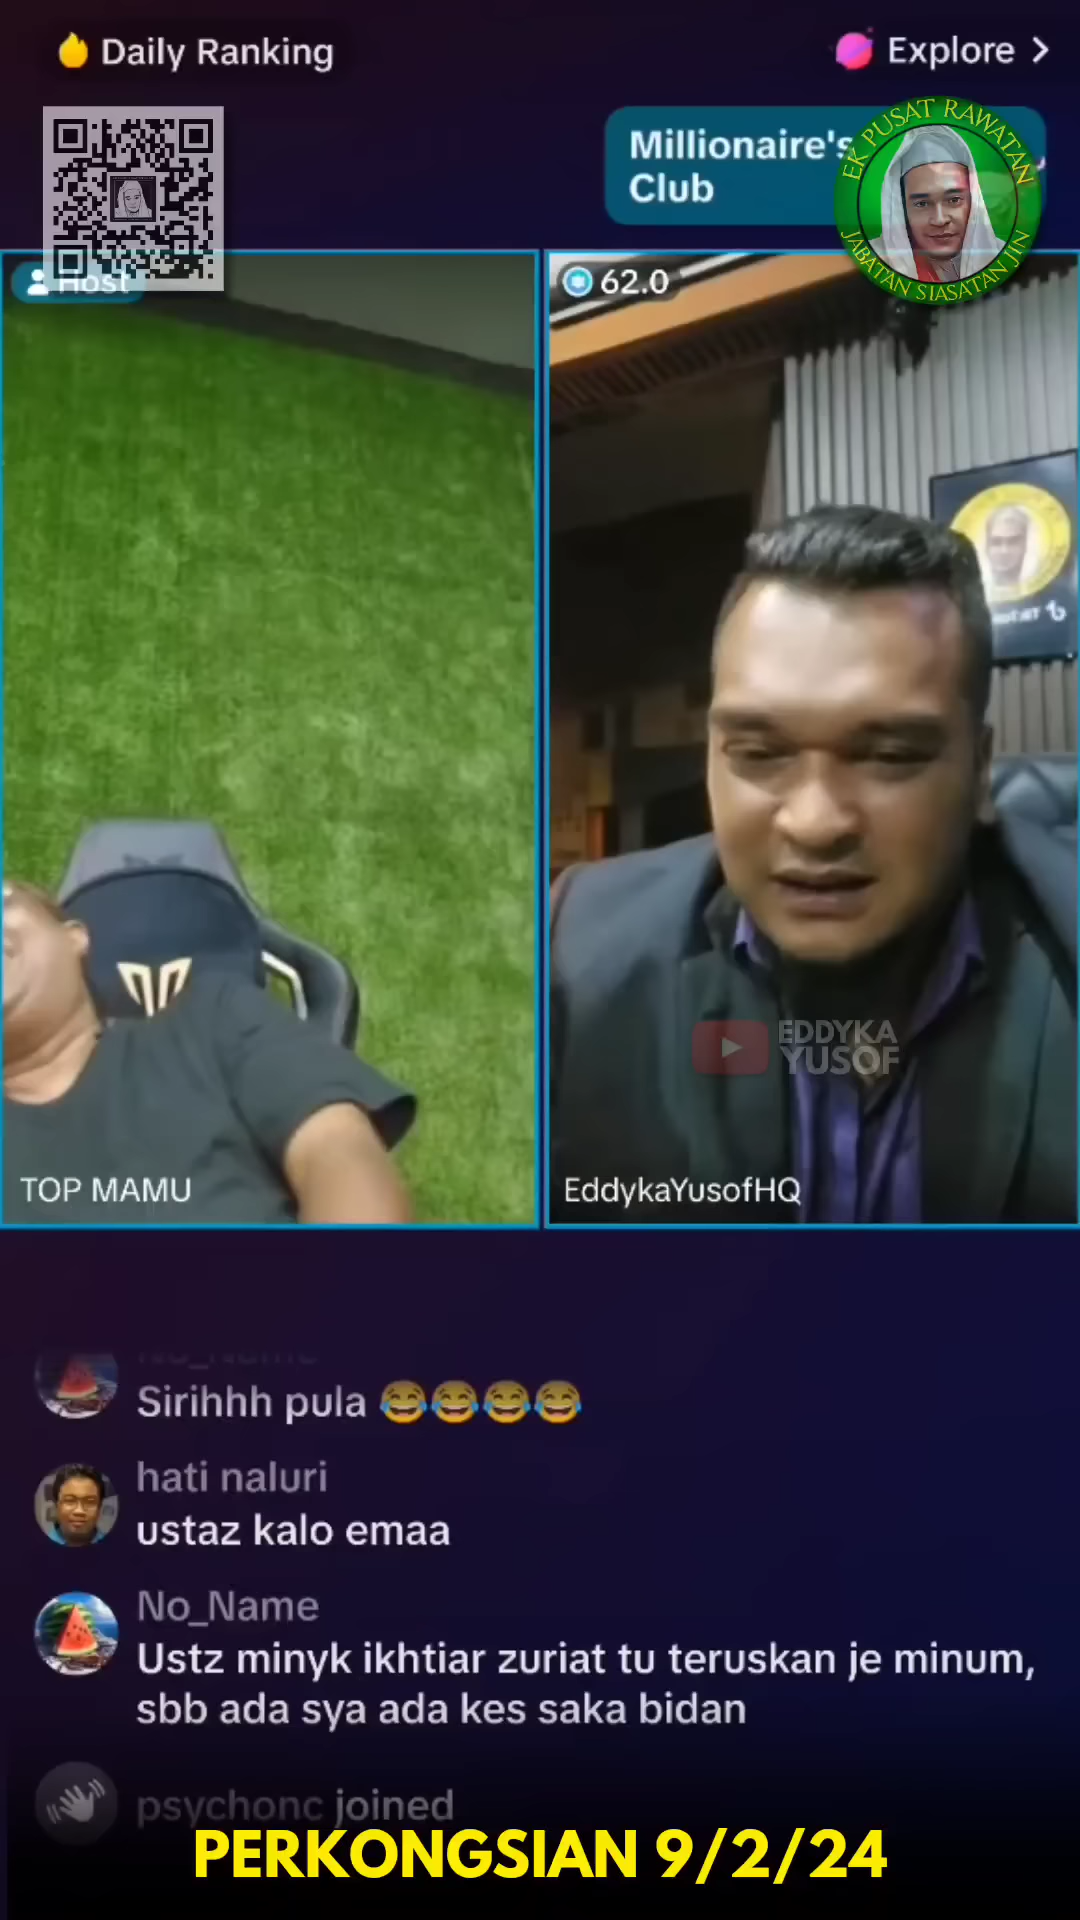 Daily Ranking
Explore >
Millionaire's
Club
EK PUSAT RAWATAN
JABATAN SIASATAN JIN
Host
62.0
EDDYKA
YUSOF
TOP MAMU
EddykaYusofHQ
No_Name
Sirihhh pula 😂😂😂😂
hati naluri
ustaz kalo emaa
No_Name
Ustz minyk ikhtiar zuriat tu teruskan je minum,
sbb ada sya ada kes saka bidan
psychonc joined
PERKONGSIAN 9/2/24